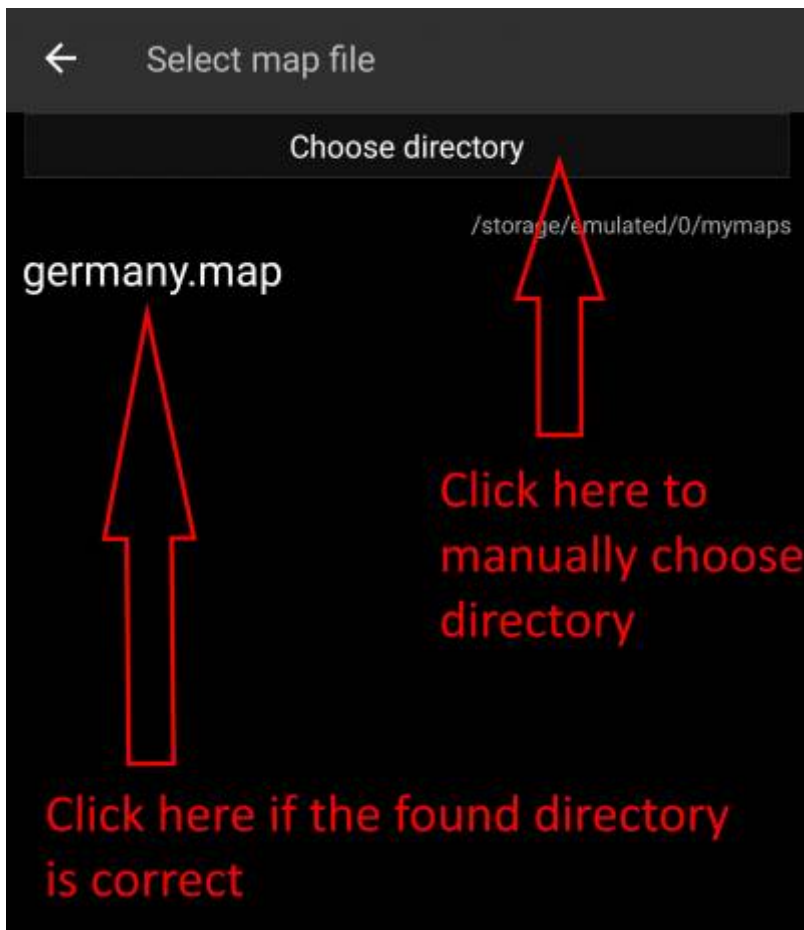 Select map file
Choose directory
/storage/emulated/0/mymaps
germany.map
Click here to
manually choose
directory
Click here if the found directory
is correct